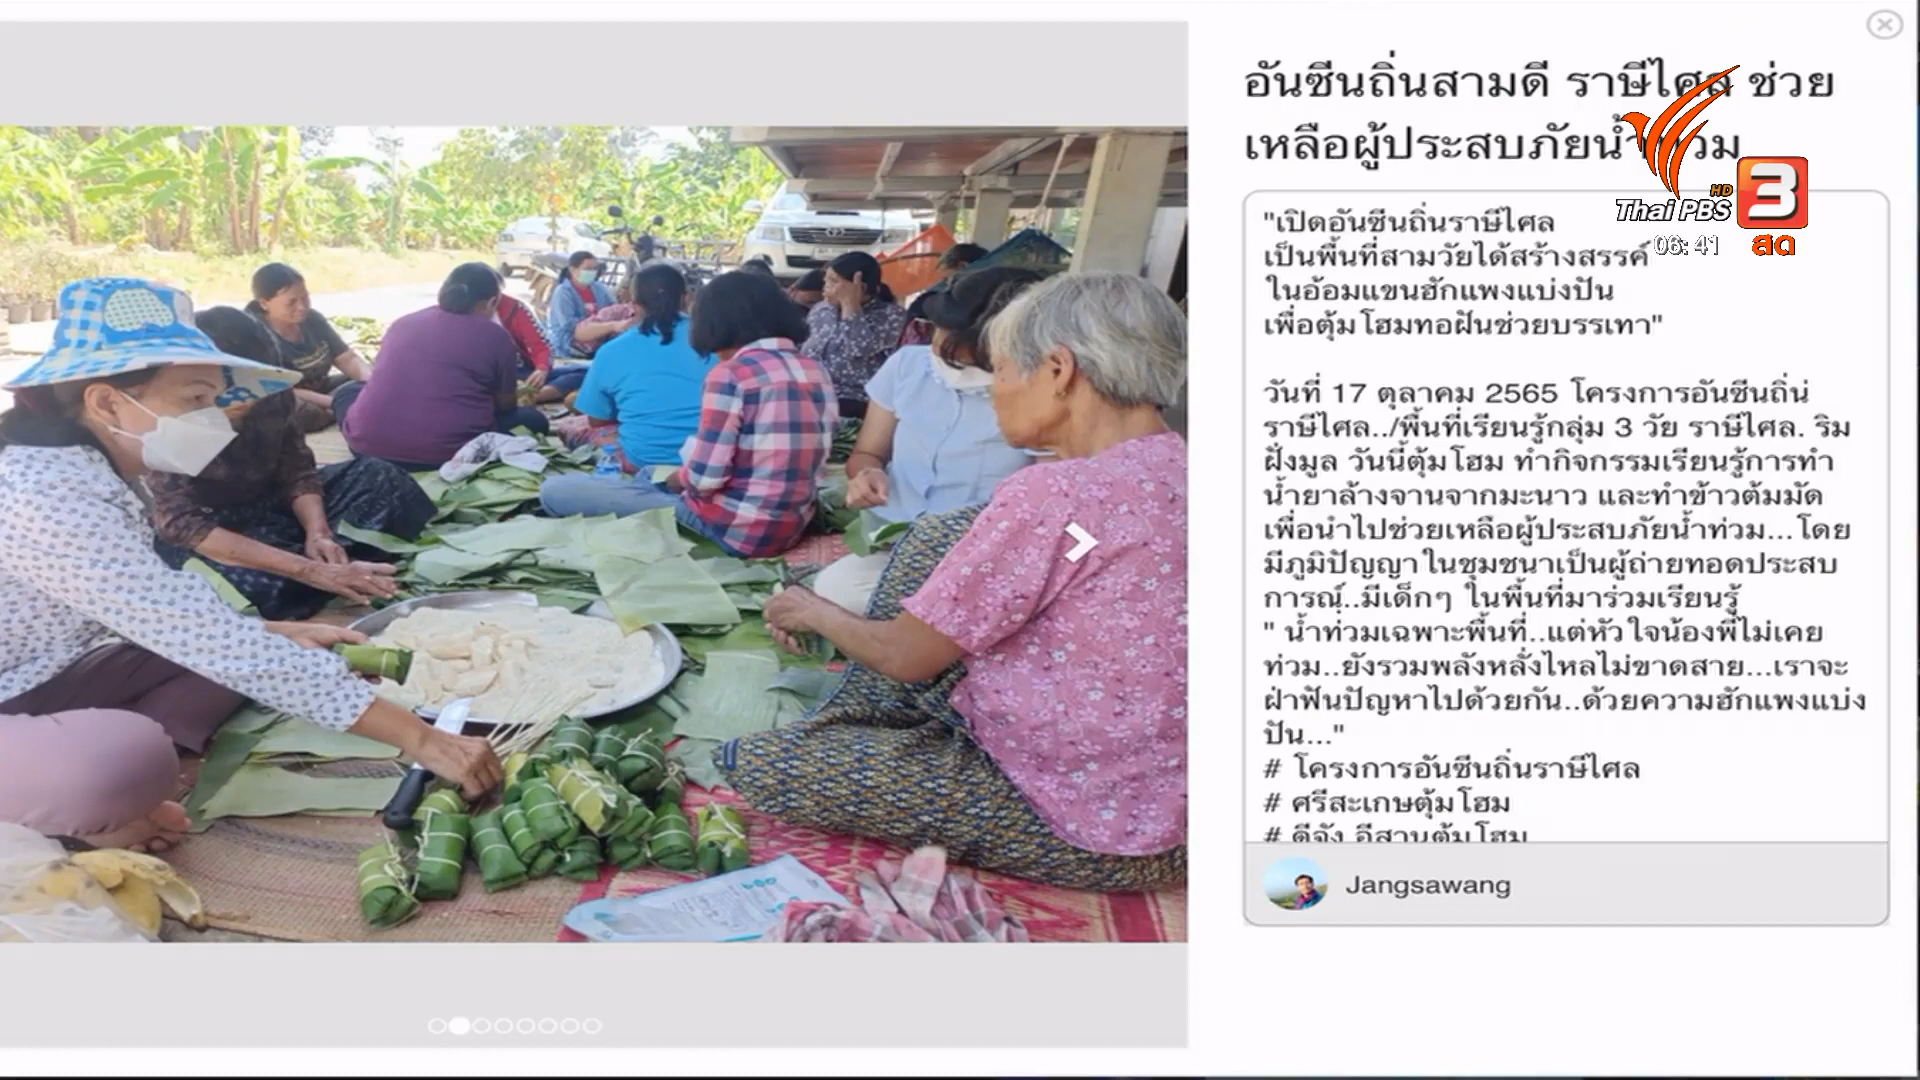 อันซีนถิ่นสามดี ราษีไศล ช่วย
เหลือผู้ประสบภัยน้ำท่วม
"เปิดอันซีนถิ่นราษีไศล
เป็นพื้นที่สามวัยได้สร้างสรรค์
ในอ้อมแขนฮักแพงแบ่งปัน
เพื่อตุ้มโฮมทอฝันช่วยบรรเทา"
วันที่ 17 ตุลาคม 2565 โครงการอันซีนถิ่น่
ราษีไศล../พื้นที่เรียนรู้กลุ่ม 3 วัย ราษีไศล. ริม
ฝั่งมูล วันนี้ตุ้มโฮม ทำกิจกรรมเรียนรู้การทำ
น้ำยาล้างจานจากมะนาว และทำข้าวต้มมัด
เพื่อนำไปช่วยเหลือผู้ประสบภัยน้ำท่วม...โดย
มีภูมิปัญญาในชุมชนาเป็นผู้ถ่ายทอดประสบ
การณ์..มีเด็กๆ ในพื้นที่มาร่วมเรียนรู้
" น้ำท่วมเฉพาะพื้นที่..แต่หัวใจน้องพี่ไม่เคย
ท่วม..ยังรวมพลังหลั่งไหลไม่ขาดสาย...เราจะ
ฝ่าฟันปัญหาไปด้วยกัน..ด้วยความฮักแพงแบ่ง
ปัน..."
# โครงการอันซีนถิ่นราษีไศล
# ศรีสะเกษตุ้มโฮม
# ดีจัง อีสานตุ้มโฮม
Jangsawang
Thai PBS HD 3
06:41 สด